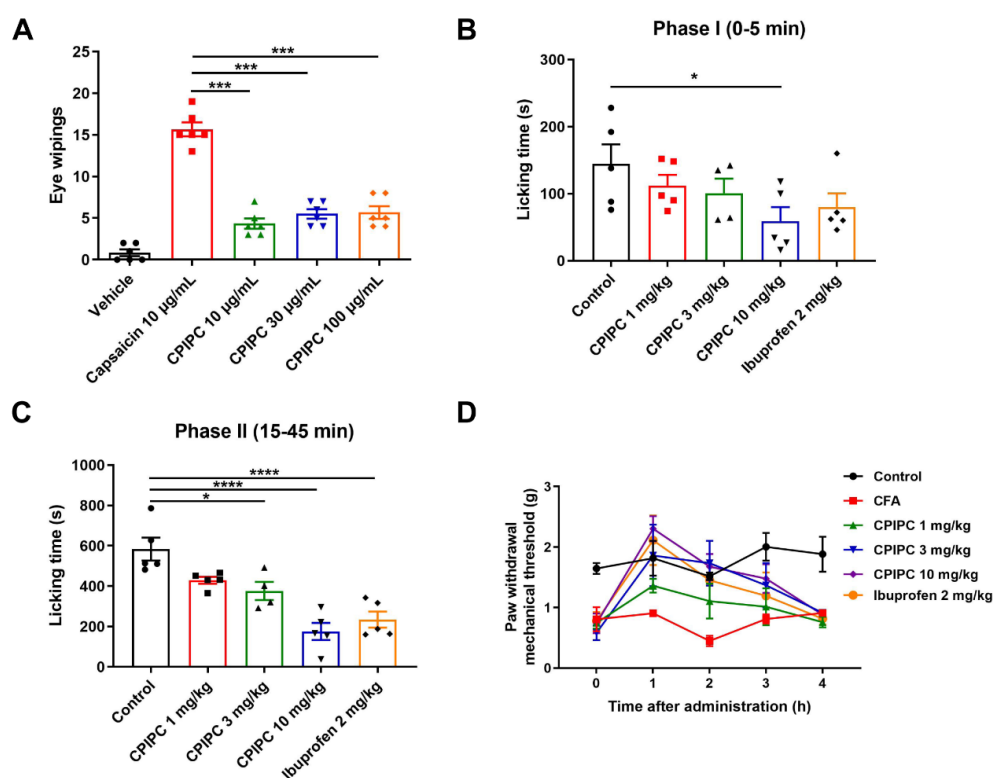 A
***
***
***
25
20
15
10
5
0
Eye wipings
Vehicle
Capsaicin 10 µg/mL
CPIPC 10 µg/mL
CPIPC 30 µg/mL
CPIPC 100 µg/mL
B
Phase I (0-5 min)
*
300
200
100
0
Licking time (s)
Control
CPIPC 1 mg/kg
CPIPC 3 mg/kg
CPIPC 10 mg/kg
Ibuprofen 2 mg/kg
C
Phase II (15-45 min)
****
****
*
1000
800
600
400
200
0
Licking time (s)
Control
CPIPC 1 mg/kg
CPIPC 3 mg/kg
CPIPC 10 mg/kg
Ibuprofen 2 mg/kg
D
3
2
1
0
Paw withdrawal
mechanical threshold (g)
0 1 2 3 4
Time after administration (h)
Control
CFA
CPIPC 1 mg/kg
CPIPC 3 mg/kg
CPIPC 10 mg/kg
Ibuprofen 2 mg/kg